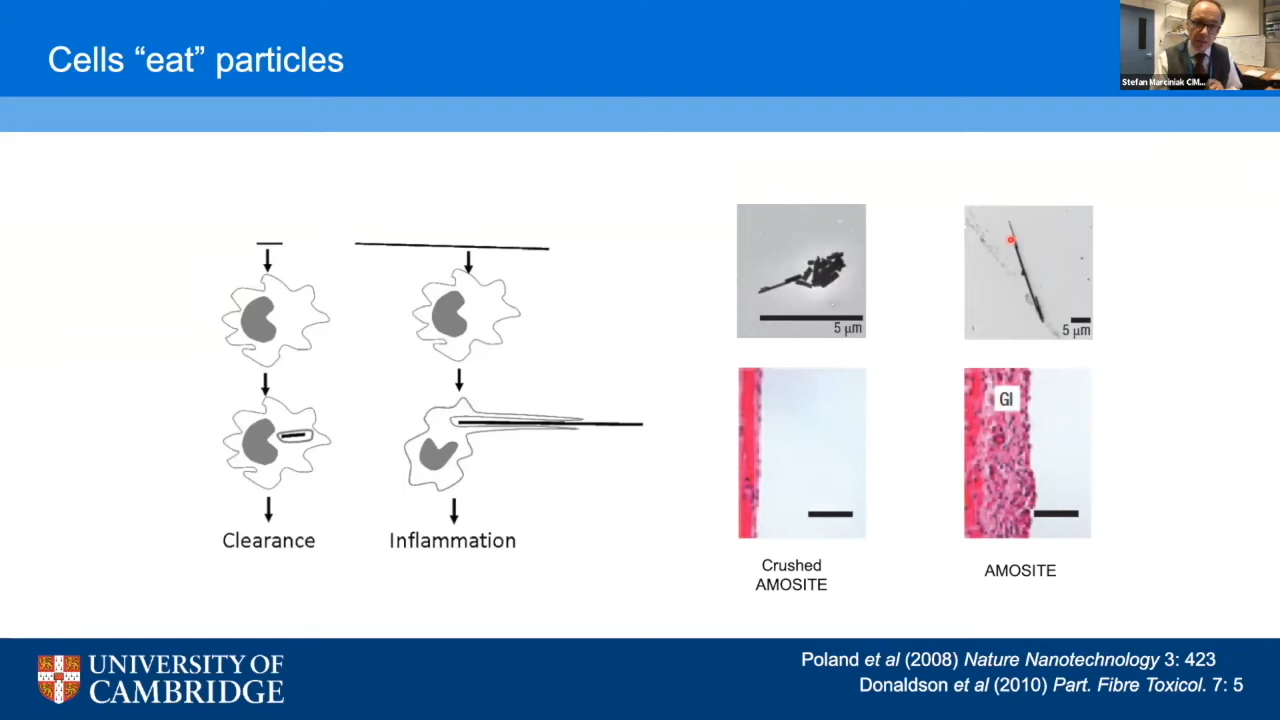 Cells “eat” particles
Stefan Marciniak CIM...
5 μm
5 μm
GI
Clearance
Inflammation
Crushed
AMOSITE
AMOSITE
UNIVERSITY OF
CAMBRIDGE
Poland et al (2008) Nature Nanotechnology 3: 423
Donaldson et al (2010) Part. Fibre Toxicol. 7: 5